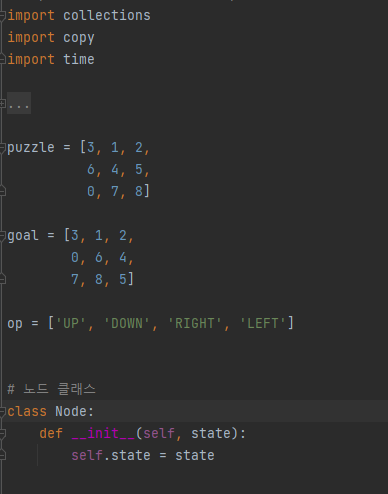 import collections
import copy
import time
...
puzzle = [3, 1, 2,
6, 4, 5,
0, 7, 8]
goal = [3, 1, 2,
0, 6, 4,
7, 8, 5]
op = ['UP', 'DOWN', 'RIGHT', 'LEFT']
# 노드 클래스
class Node:
def __init__(self, state):
self.state = state